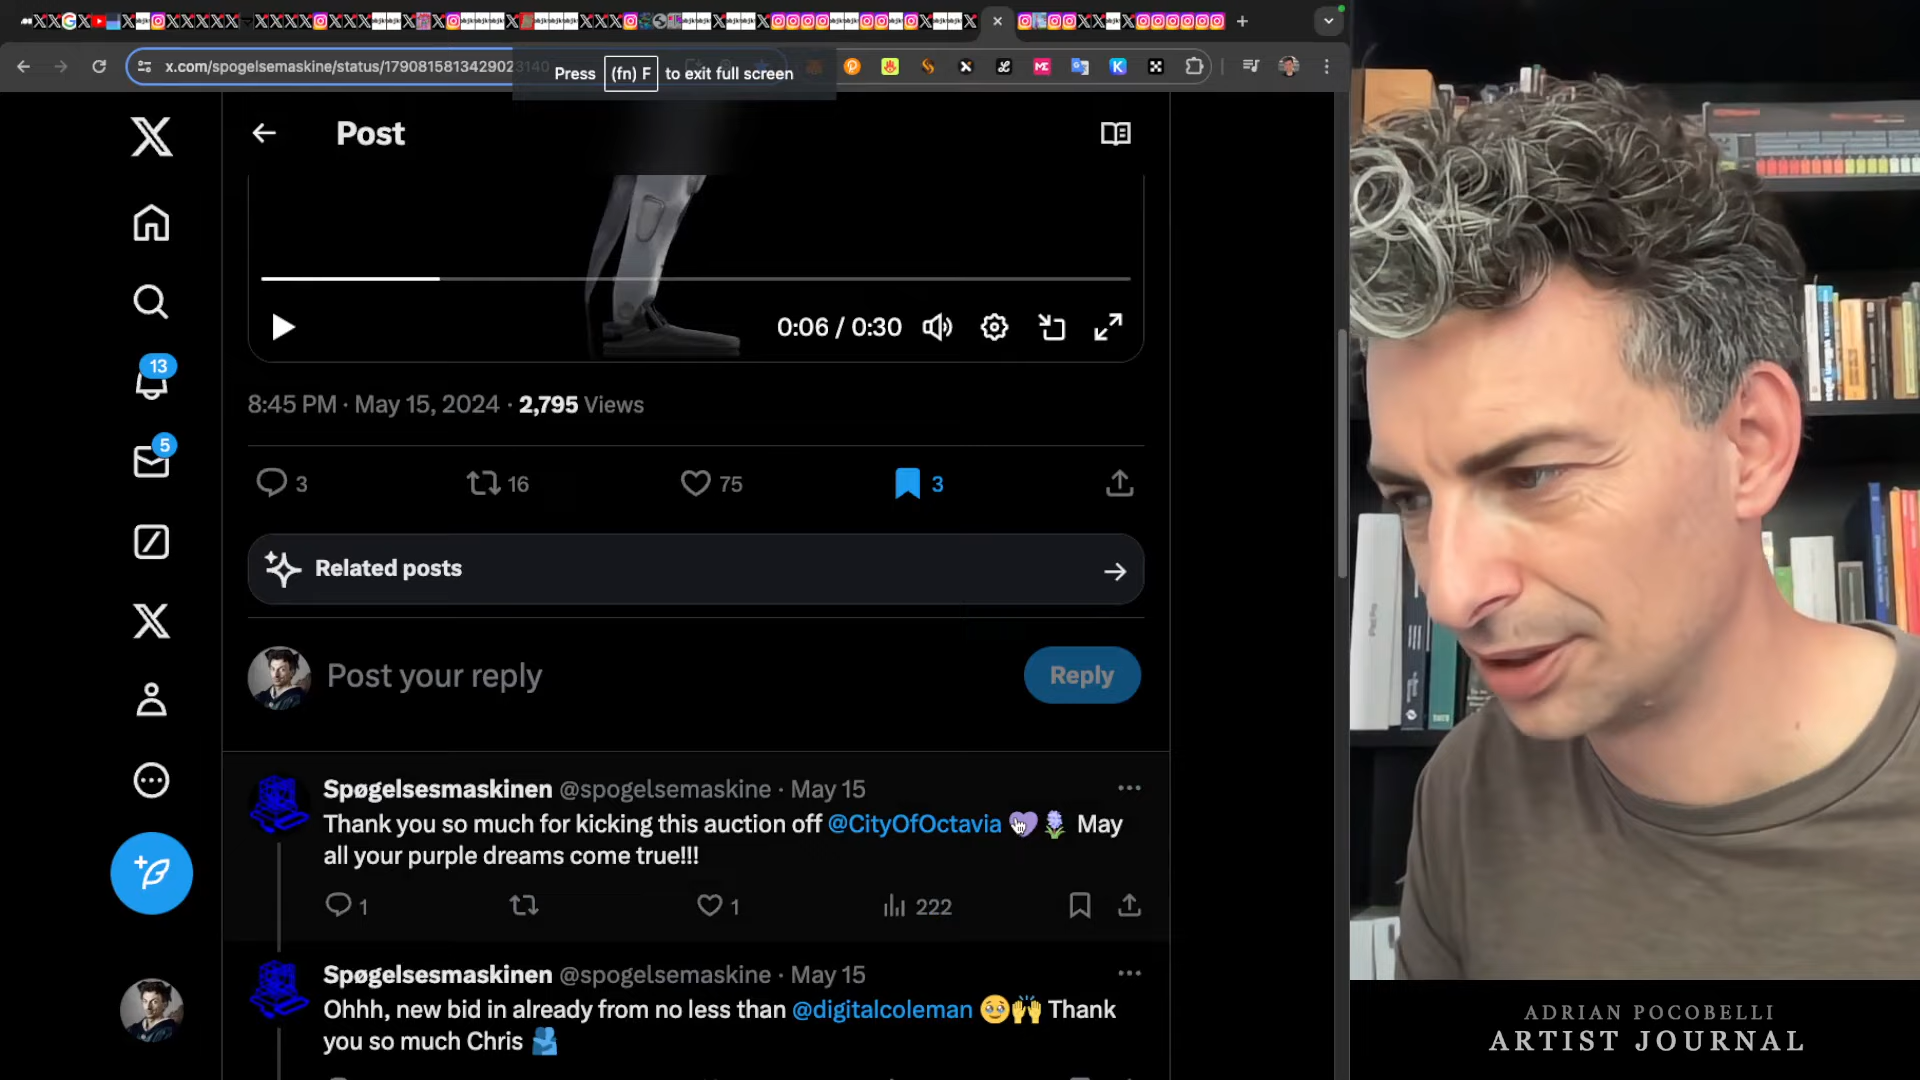 x.com/spogelsemaskine/status/1790815813429023140
Press (fn) F to exit full screen
Post
0:06 / 0:30
8:45 PM · May 15, 2024 · 2,795 Views
3 16 75 3
13
5
Related posts
Post your reply
Reply
Spøgelsesmaskinen @spogelsemaskine · May 15
Thank you so much for kicking this auction off @CityOfOctavia 💜🪻 May
all your purple dreams come true!!!
1 1 222
Spøgelsesmaskinen @spogelsemaskine · May 15
Ohhh, new bid in already from no less than @digitalcoleman 🥹🙌 Thank
you so much Chris 🫂
ADRIAN POCOBELLI
ARTIST JOURNAL